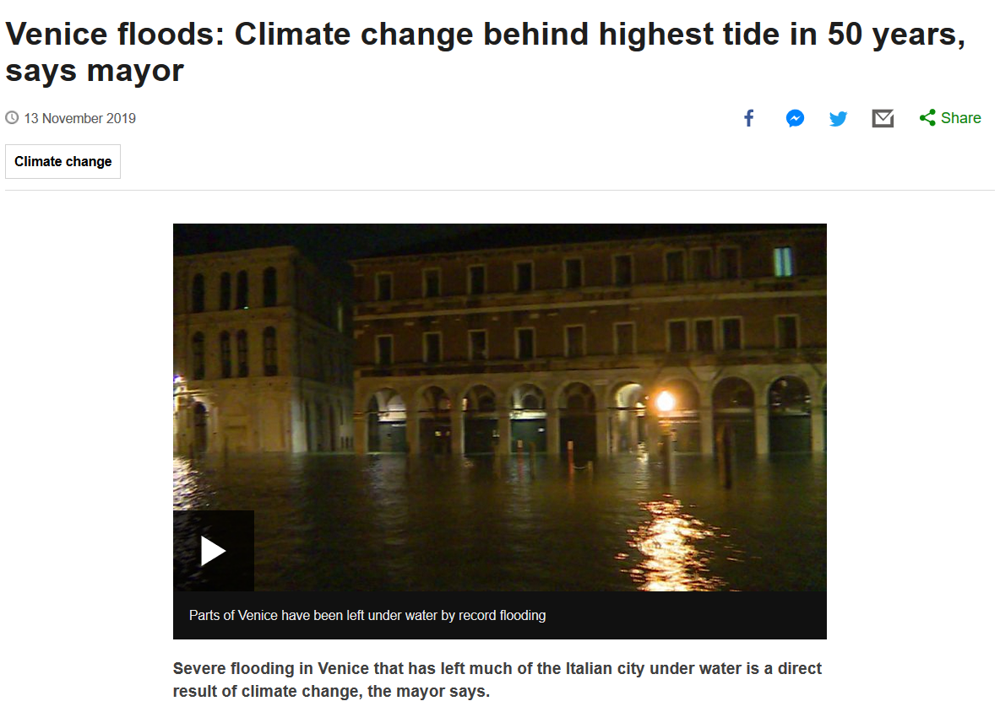 Venice floods: Climate change behind highest tide in 50 years,
says mayor
13 November 2019
Share
Climate change
Parts of Venice have been left under water by record flooding
Severe flooding in Venice that has left much of the Italian city under water is a direct
result of climate change, the mayor says.